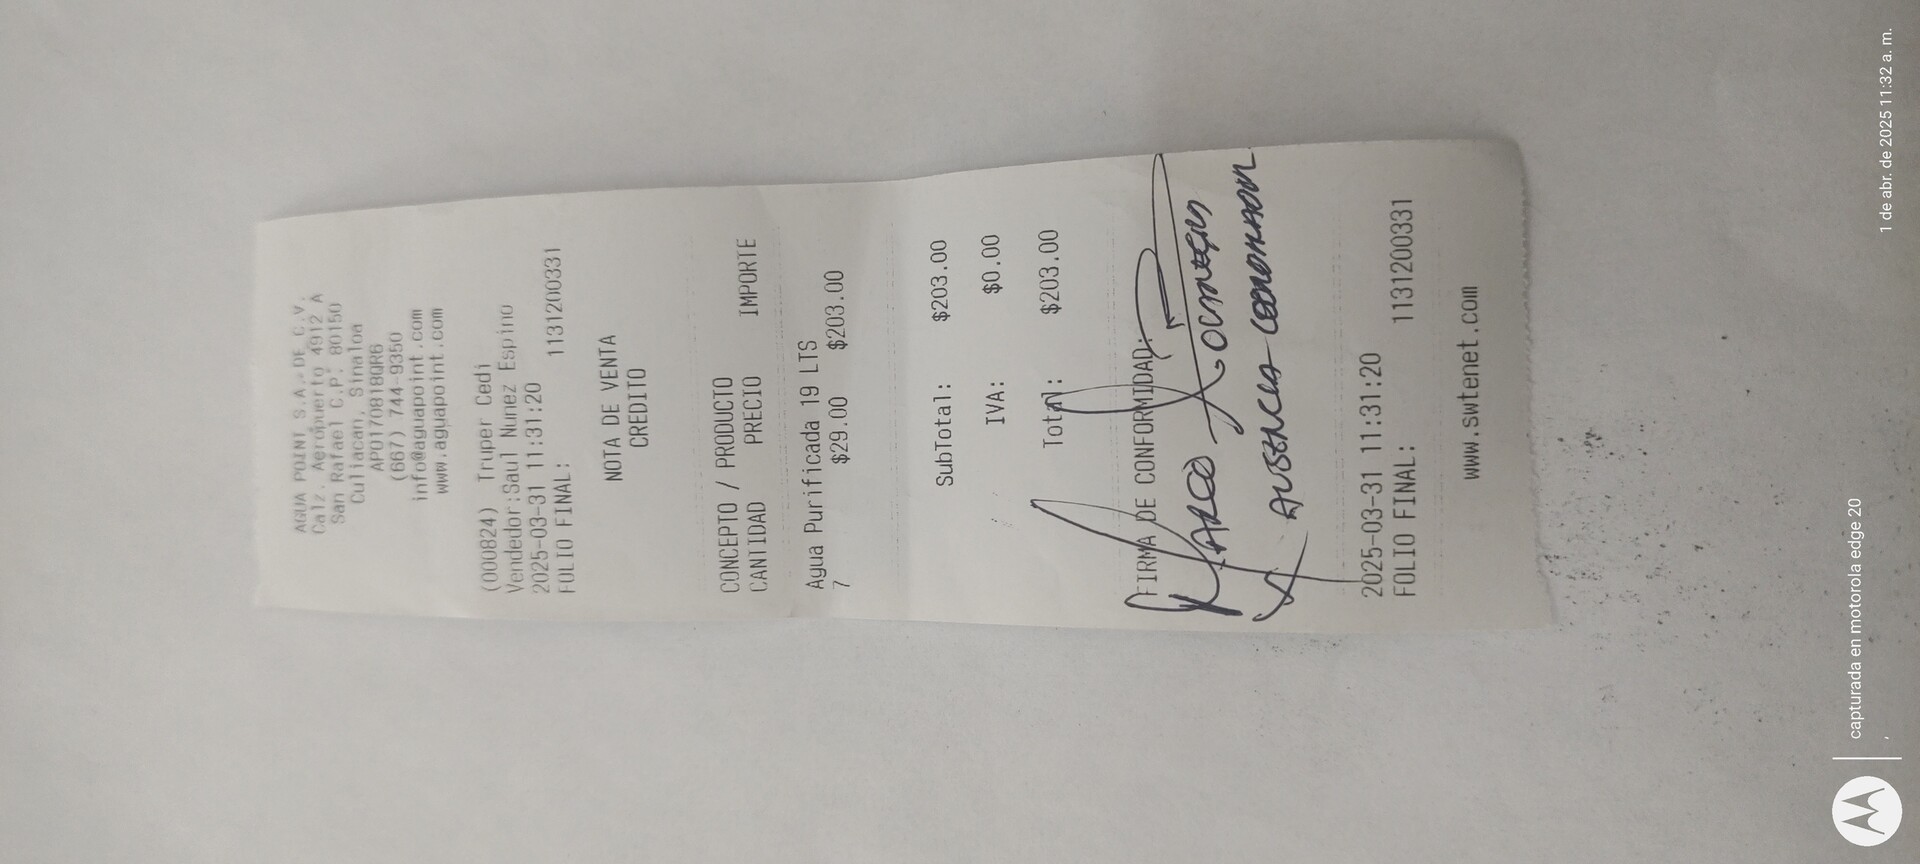 AGUA POINT S.A. DE C.V.
Calz. Aeropuerto 4912 A
San Rafael C.P. 80150
Culiacan, Sinaloa
APO170818QR6
(667) 744-9350
info@aguapoint.com
www.aguapoint.com
(000824) Truper Cedi
Vendedor:Saul Nunez Espino
2025-03-31 11:31:20
FOLIO FINAL: 1131200331
NOTA DE VENTA
CREDITO
CONCEPTO / PRODUCTO
CANTIDAD PRECIO IMPORTE
Agua Purificada 19 LTS
7 $29.00 $203.00
SubTotal: $203.00
IVA: $0.00
Total: $203.00
FIRMA DE CONFORMIDAD:
MARCO
AUSENCIA
2025-03-31 11:31:20
FOLIO FINAL: 1131200331
www.swtenet.com
capturada en motorola edge 20
1 de abr. de 2025 11:32 a. m.